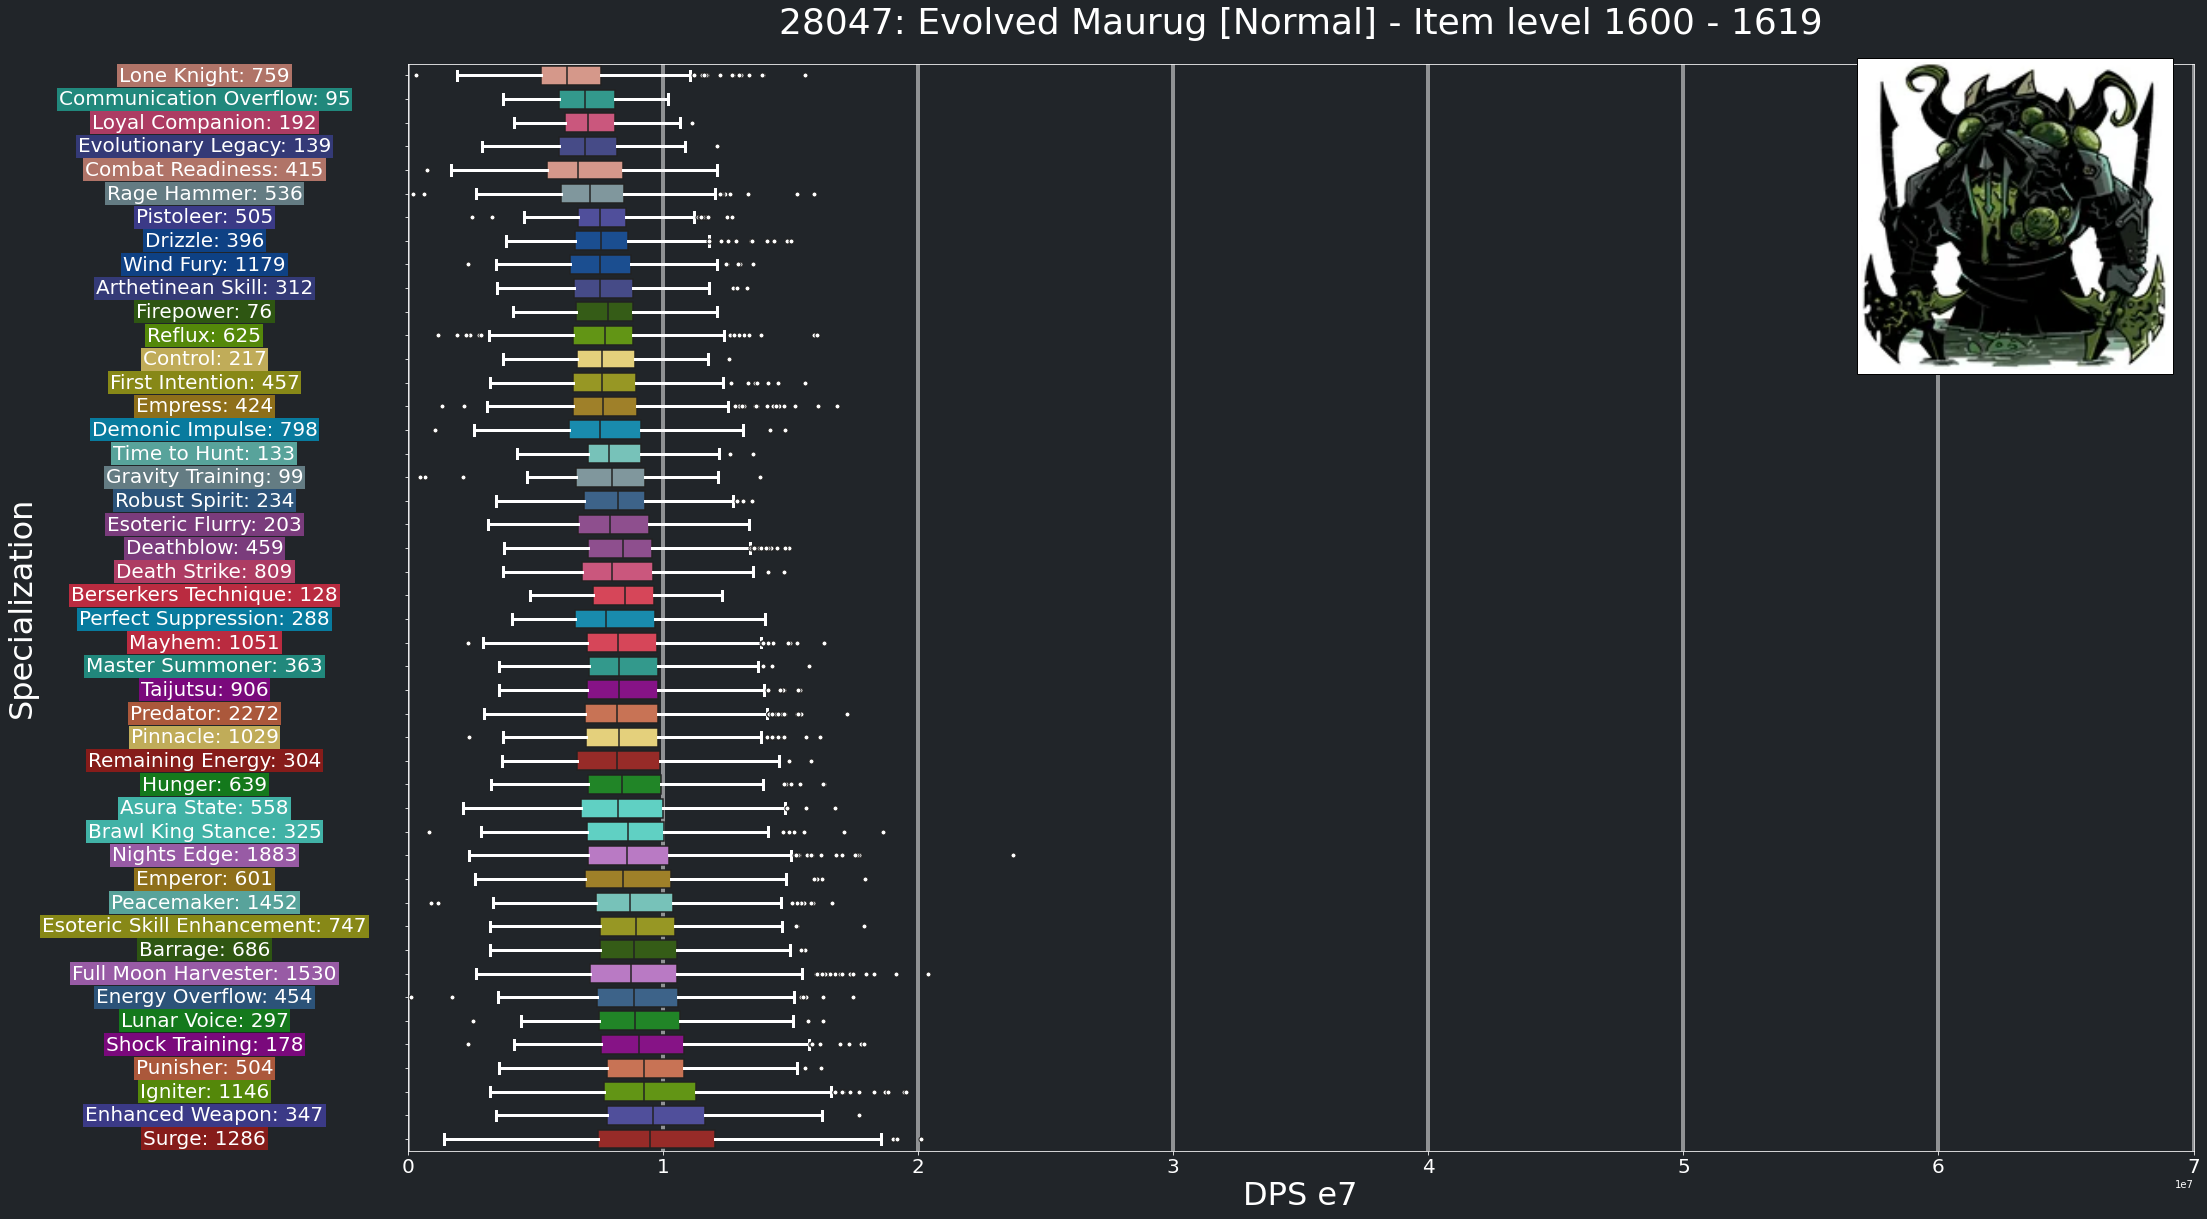 28047: Evolved Maurug [Normal] - Item level 1600 - 1619
Specialization
Lone Knight: 759
Communication Overflow: 95
Loyal Companion: 192
Evolutionary Legacy: 139
Combat Readiness: 415
Rage Hammer: 536
Pistoleer: 505
Drizzle: 396
Wind Fury: 1179
Arthetinean Skill: 312
Firepower: 76
Reflux: 625
Control: 217
First Intention: 457
Empress: 424
Demonic Impulse: 798
Time to Hunt: 133
Gravity Training: 99
Robust Spirit: 234
Esoteric Flurry: 203
Deathblow: 459
Death Strike: 809
Berserkers Technique: 128
Perfect Suppression: 288
Mayhem: 1051
Master Summoner: 363
Taijutsu: 906
Predator: 2272
Pinnacle: 1029
Remaining Energy: 304
Hunger: 639
Asura State: 558
Brawl King Stance: 325
Nights Edge: 1883
Emperor: 601
Peacemaker: 1452
Esoteric Skill Enhancement: 747
Barrage: 686
Full Moon Harvester: 1530
Energy Overflow: 454
Lunar Voice: 297
Shock Training: 178
Punisher: 504
Igniter: 1146
Enhanced Weapon: 347
Surge: 1286
0 1 2 3 4 5 6 7
1e7
DPS e7